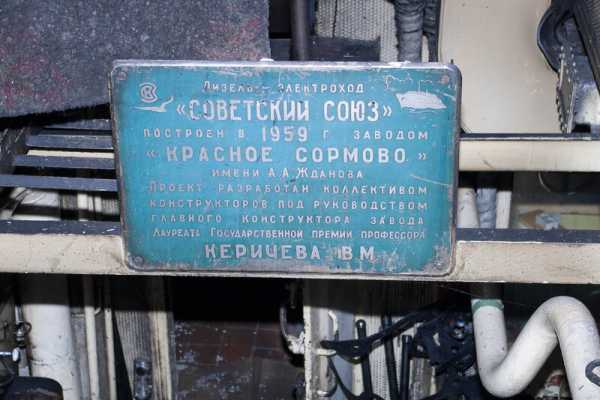 Дизель-электроход
«СОВЕТСКИЙ СОЮЗ»
ПОСТРОЕН В 1959 Г. ЗАВОДОМ
«КРАСНОЕ СОРМОВО»
ИМЕНИ А.А.ЖДАНОВА
ПРОЕКТ РАЗРАБОТАН КОЛЛЕКТИВОМ
КОНСТРУКТОРОВ ПОД РУКОВОДСТВОМ
ГЛАВНОГО КОНСТРУКТОРА ЗАВОДА
ЛАУРЕАТА ГОСУДАРСТВЕННОЙ ПРЕМИИ ПРОФЕССОРА
КЕРИЧЕВА В.М